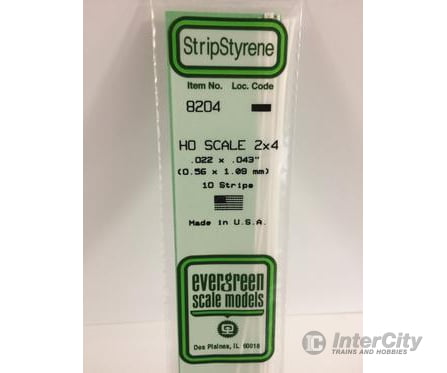 StripStyrene
Item No. Loc. Code
8204
HO SCALE 2x4
.022 x .043"
(0.56 x 1.09 mm)
10 Strips
Made in U.S.A.
evergreen
scale models
Des Plaines, IL 60018
IC InterCity
TRAINS AND HOBBIES